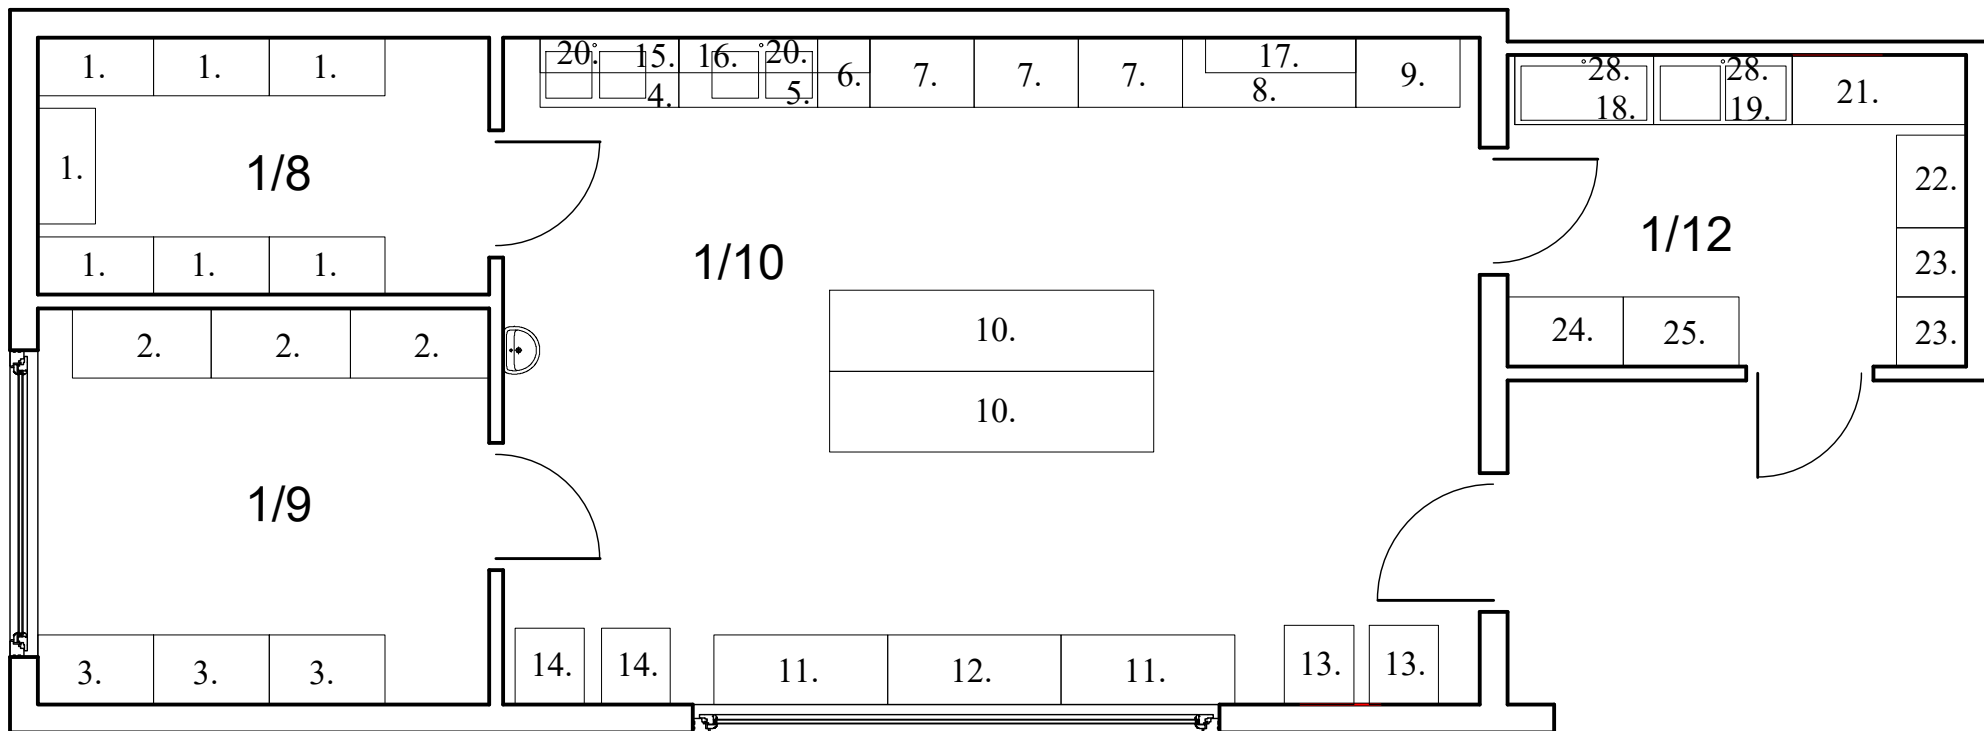 1. 1. 1.
20. 15. 16. 20. 17.
4. 5. 6. 7. 7. 7. 8. 9.
28. 28.
18. 19. 21.
1.
1/8
22.
1/12
1/10
1. 1. 1.
23.
10.
24. 25. 23.
2. 2. 2.
10.
1/9
3. 3. 3.
14. 14. 11. 12. 11. 13. 13.